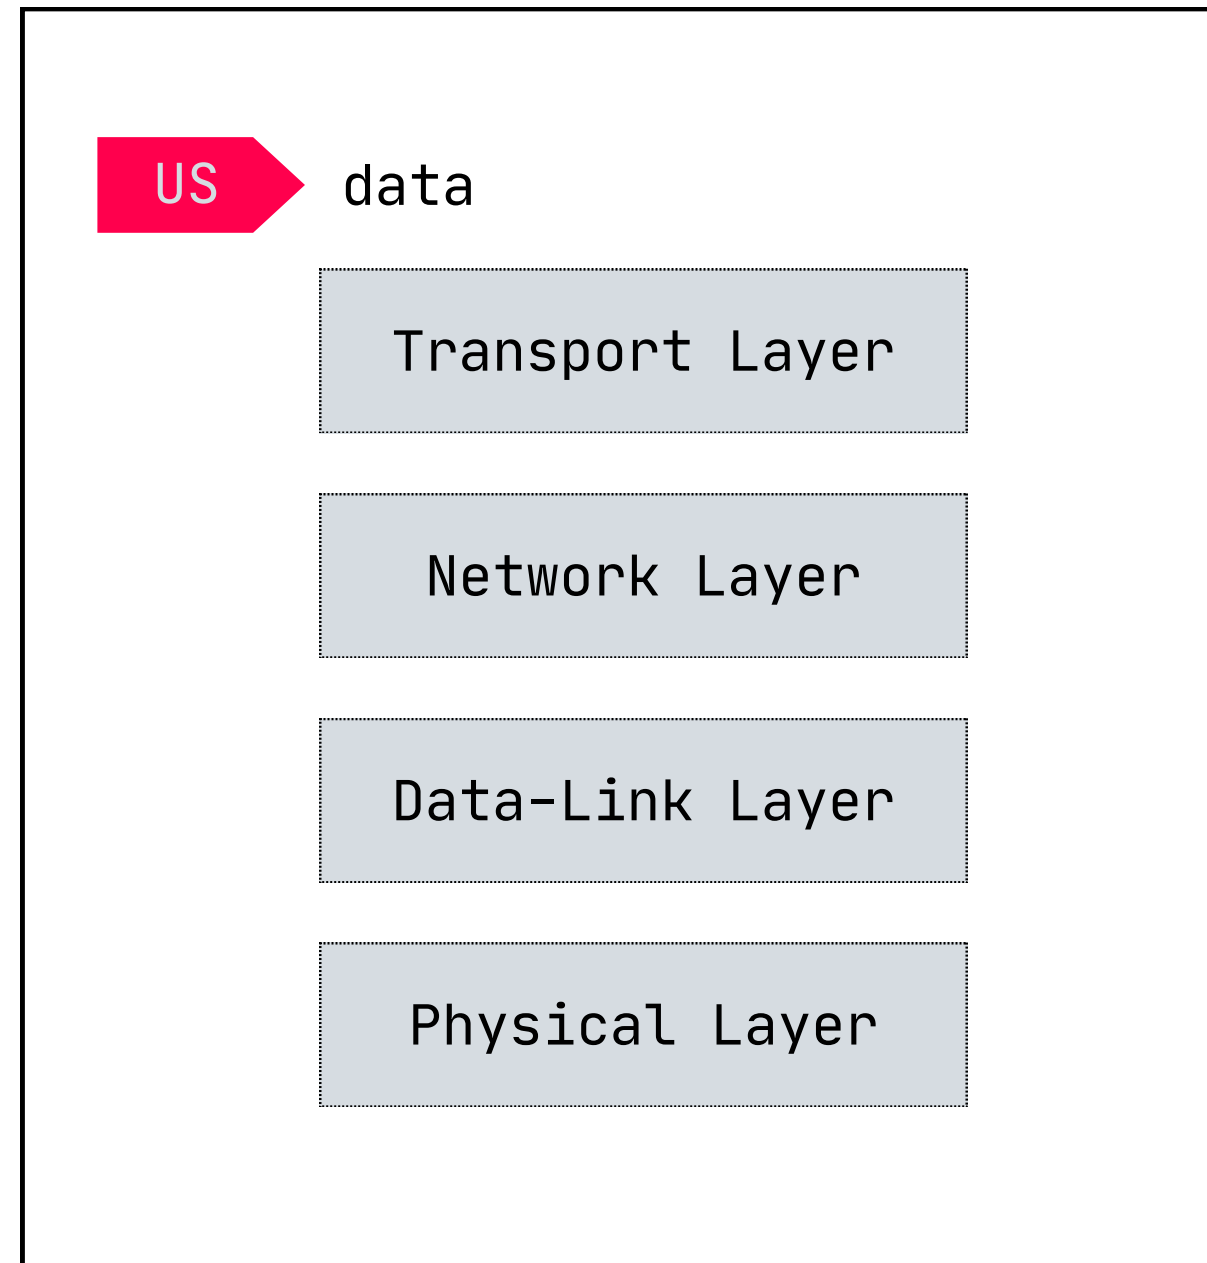 US data
Transport Layer
Network Layer
Data-Link Layer
Physical Layer